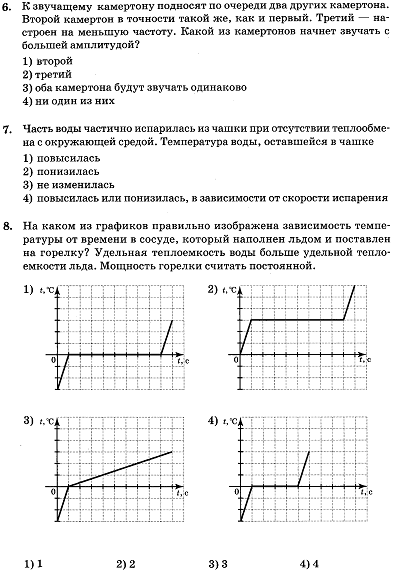 6. К звучащему камертону подносят по очереди два других камертона.
Второй камертон в точности такой же, как и первый. Третий — на-
строен на меньшую частоту. Какой из камертонов начнет звучать с
большей амплитудой?
1) второй
2) третий
3) оба камертона будут звучать одинаково
4) ни один из них
7. Часть воды частично испарилась из чашки при отсутствии теплообме-
на с окружающей средой. Температура воды, оставшейся в чашке
1) повысилась
2) понизилась
3) не изменилась
4) повысилась или понизилась, в зависимости от скорости испарения
8. На каком из графиков правильно изображена зависимость темпе-
ратуры от времени в сосуде, который наполнен льдом и поставлен
на горелку? Удельная теплоемкость воды больше удельной тепло-
емкости льда. Мощность горелки считать постоянной.
1) t,°C
0
t, с
2) t,°C
0
t, с
3) t,°C
0
t, с
4) t,°C
0
t, с
1) 1 2) 2 3) 3 4) 4